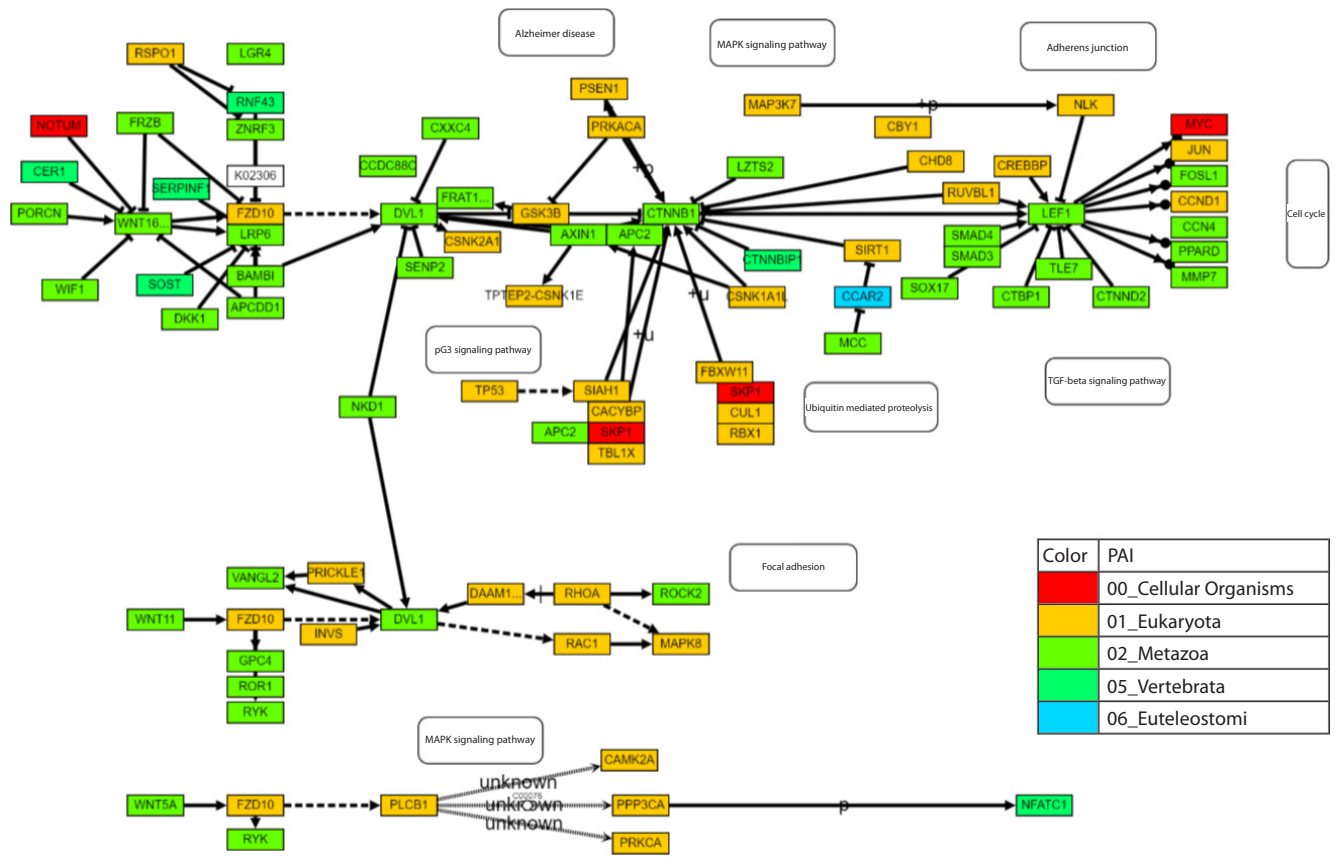 Alzheimer disease
MAPK signaling pathway
Adherens junction
RSPO1
LGR4
RNF43
ZNRF3
PSEN1
PRKACA
MAP3K7
+p
NLK
CBY1
MYC
JUN
FOSL1
CCND1
CCN4
PPARD
MMP7
Cell cycle
NOTUM
FRZB
CER1
SERPINF1
K02306
PORCN
WNT16...
FZD10
LRP6
BAMBI
APCDD1
WIF1
SOST
DKK1
CXXC4
CCDC88C
FRAT1...
DVL1
GSK3B
CSNK2A1
SENP2
AXIN1
APC2
CTNNB1
+p
LZTS2
CHD8
RUVBL1
CREBBP
LEF1
SMAD4
SMAD3
SOX17
TLE7
CTBP1
CTNND2
CTNNBIP1
SIRT1
CCAR2
MCC
CSNK1A1L
TPTEP2-CSNK1E
+u
+u
pG3 signaling pathway
TP53
SIAH1
CACYBP
APC2
SKP1
TBL1X
FBXW11
SKP1
CUL1
RBX1
Ubiquitin mediated proteolysis
TGF-beta signaling pathway
NKD1
Focal adhesion
VANGL2
PRICKLE1
DAAM1...
RHOA
ROCK2
WNT11
FZD10
INVS
DVL1
RAC1
MAPK8
GPC4
ROR1
RYK
MAPK signaling pathway
WNT5A
FZD10
RYK
PLCB1
unknown
C00076
unknown
unknown
CAMK2A
PPP3CA
PRKCA
p
NFATC1
Color PAI
00_Cellular Organisms
01_Eukaryota
02_Metazoa
05_Vertebrata
06_Euteleostomi